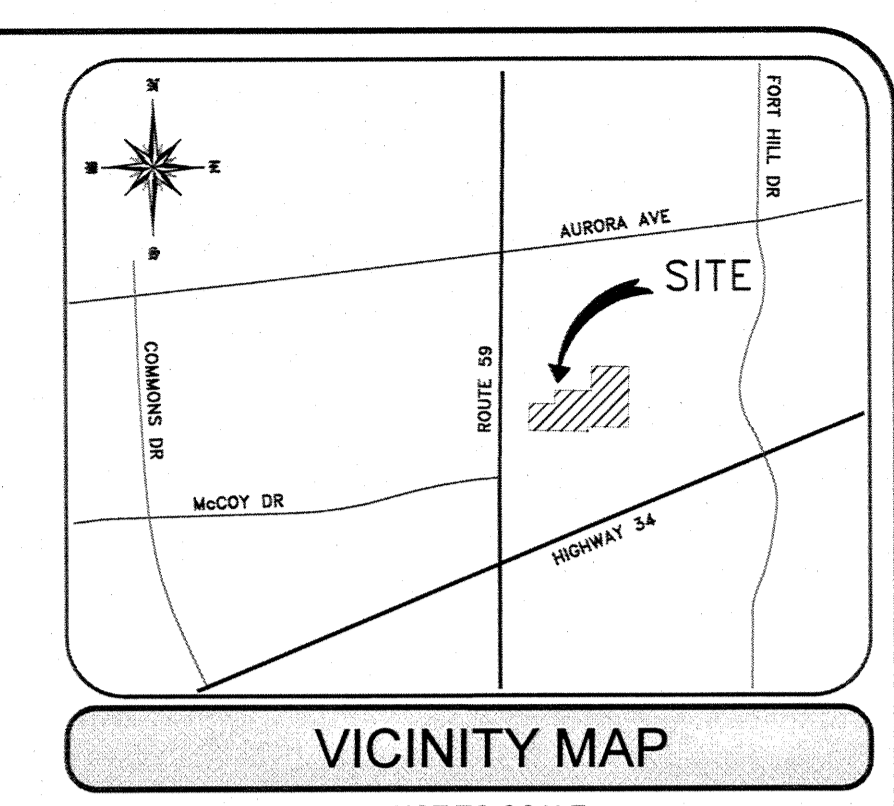 FORT HILL DR
AURORA AVE
SITE
COMMONS DR
ROUTE 59
McCOY DR
HIGHWAY 34
VICINITY MAP